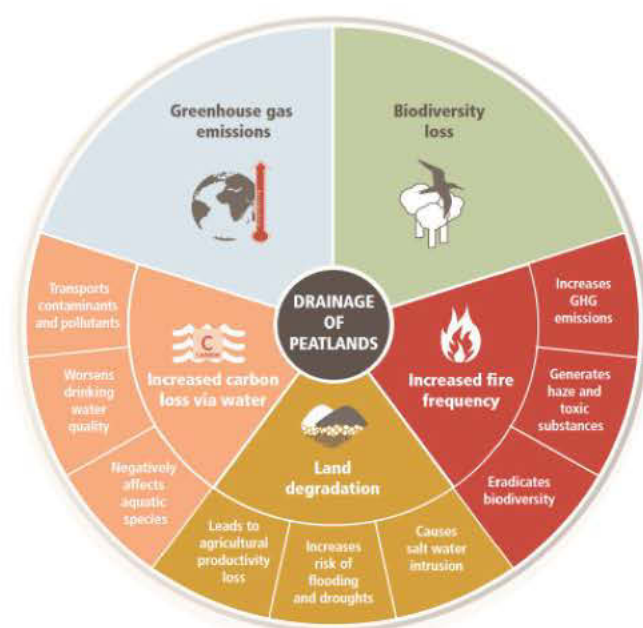 Greenhouse gas
emissions
Biodiversity
loss
DRAINAGE
OF
PEATLANDS
Transports
contaminants
and pollutants
Worsens
drinking
water
quality
Negatively
affects
aquatic
species
C
CARBON
Increased carbon
loss via water
Increased fire
frequency
Increases
GHG
emissions
Generates
haze and
toxic
substances
Eradicates
biodiversity
Land
degradation
Leads to
agricultural
productivity
loss
Increases
risk of
flooding
and droughts
Causes
salt water
intrusion